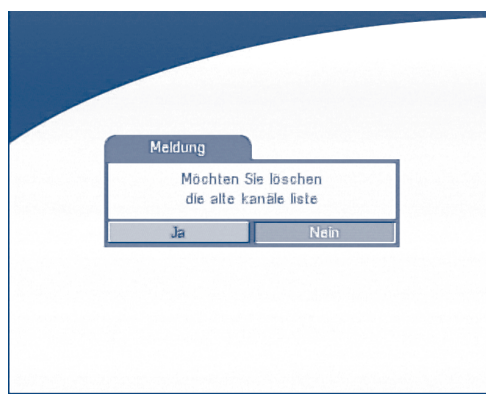 Meldung
Möchten Sie löschen
die alte kanäle liste
Ja
Nein